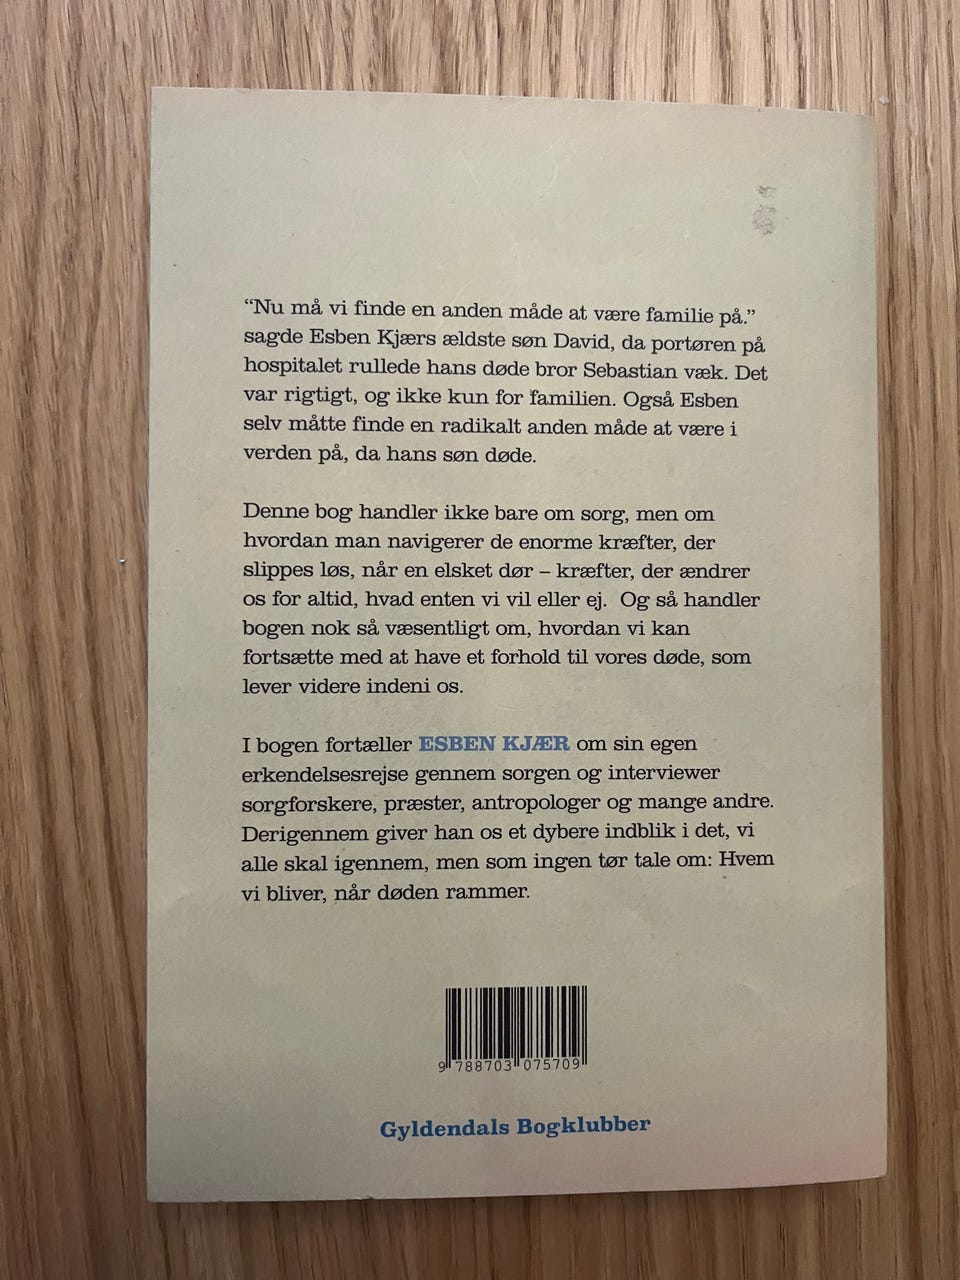 “Nu må vi finde en anden måde at være familie på.”
sagde Esben Kjærs ældste søn David, da portøren på
hospitalet rullede hans døde bror Sebastian væk. Det
var rigtigt, og ikke kun for familien. Også Esben
selv måtte finde en radikalt anden måde at være i
verden på, da hans søn døde.
Denne bog handler ikke bare om sorg, men om
hvordan man navigerer de enorme kræfter, der
slippes løs, når en elsket dør – kræfter, der ændrer
os for altid, hvad enten vi vil eller ej. Og så handler
bogen nok så væsentligt om, hvordan vi kan
fortsætte med at have et forhold til vores døde, som
lever videre indeni os.
I bogen fortæller ESBEN KJÆR om sin egen
erkendelsesrejse gennem sorgen og interviewer
sorgforskere, præster, antropologer og mange andre.
Derigennem giver han os et dybere indblik i det, vi
alle skal igennem, men som ingen tør tale om: Hvem
vi bliver, når døden rammer.
9 788703 075709
Gyldendals Bogklubber